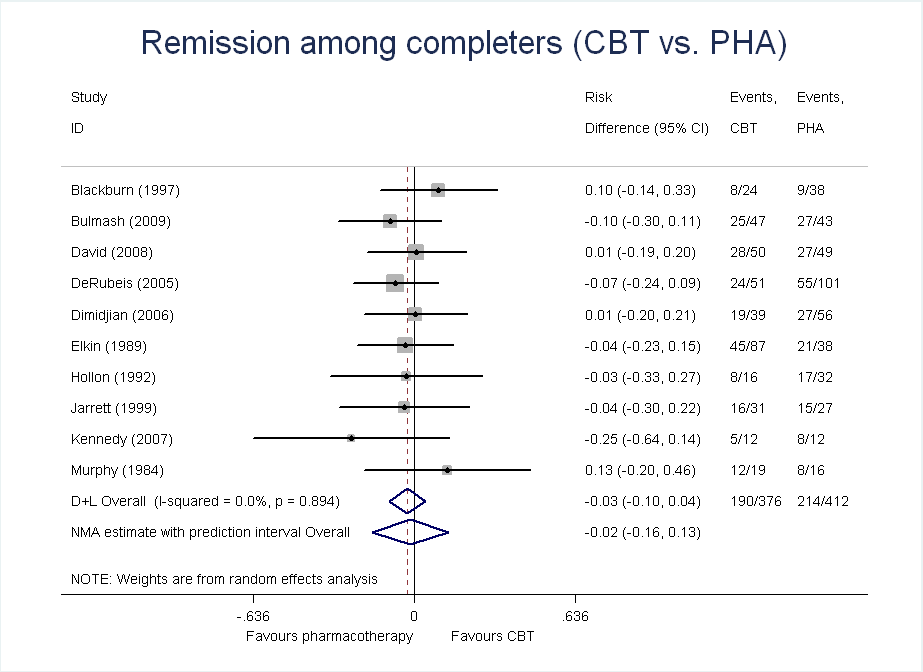 Remission among completers (CBT vs. PHA)
Study Risk Events, Events,
ID Difference (95% CI) CBT PHA
Blackburn (1997) 0.10 (-0.14, 0.33) 8/24 9/38
Bulmash (2009) -0.10 (-0.30, 0.11) 25/47 27/43
David (2008) 0.01 (-0.19, 0.20) 28/50 27/49
DeRubeis (2005) -0.07 (-0.24, 0.09) 24/51 55/101
Dimidjian (2006) 0.01 (-0.20, 0.21) 19/39 27/56
Elkin (1989) -0.04 (-0.23, 0.15) 45/87 21/38
Hollon (1992) -0.03 (-0.33, 0.27) 8/16 17/32
Jarrett (1999) -0.04 (-0.30, 0.22) 16/31 15/27
Kennedy (2007) -0.25 (-0.64, 0.14) 5/12 8/12
Murphy (1984) 0.13 (-0.20, 0.46) 12/19 8/16
D+L Overall (I-squared = 0.0%, p = 0.894) -0.03 (-0.10, 0.04) 190/376 214/412
NMA estimate with prediction interval Overall -0.02 (-0.16, 0.13)
NOTE: Weights are from random effects analysis
-.636 0 .636
Favours pharmacotherapy Favours CBT